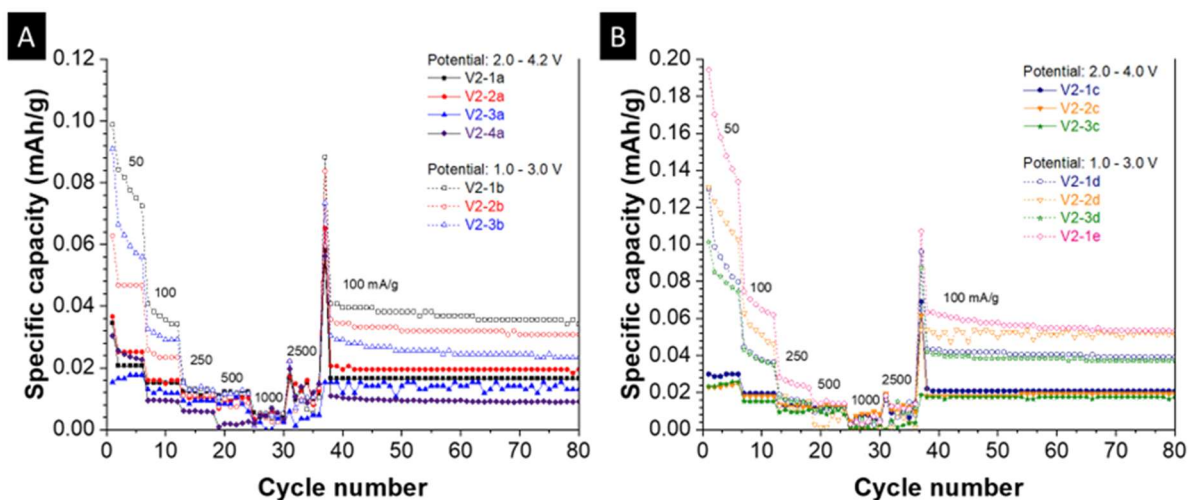 A
Specific capacity (mAh/g)
0.12
0.10
0.08
0.06
0.04
0.02
0.00
0 10 20 30 40 50 60 70 80
Cycle number
50
100
250
500
1000
2500
100 mA/g
Potential: 2.0 - 4.2 V
V2-1a
V2-2a
V2-3a
V2-4a
Potential: 1.0 - 3.0 V
V2-1b
V2-2b
V2-3b
B
Specific capacity (mAh/g)
0.20
0.18
0.16
0.14
0.12
0.10
0.08
0.06
0.04
0.02
0.00
0 10 20 30 40 50 60 70 80
Cycle number
50
100
250
500
1000
2500
100 mA/g
Potential: 2.0 - 4.0 V
V2-1c
V2-2c
V2-3c
Potential: 1.0 - 3.0 V
V2-1d
V2-2d
V2-3d
V2-1e